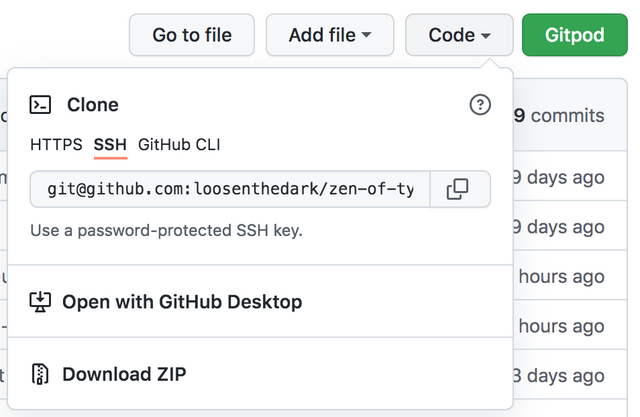 Go to file Add file Code Gitpod
Clone
9 commits
HTTPS SSH GitHub CLI
9 days ago
git@github.com:loosenthedark/zen-of-ty
Use a password-protected SSH key.
9 days ago
hours ago
Open with GitHub Desktop
hours ago
Download ZIP
3 days ago